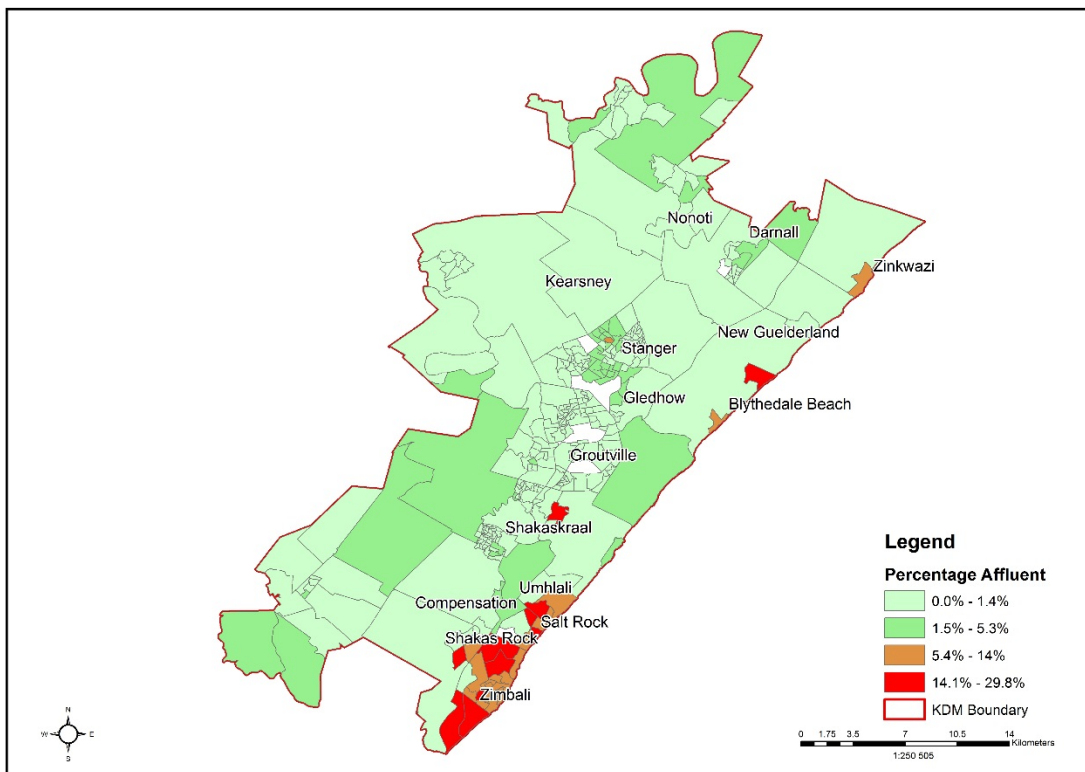 Nonoti
Darnall
Zinkwazi
Kearsney
New Guelderland
Stanger
Gledhow
Blythedale Beach
Groutville
Shakaskraal
Umhlali
Compensation
Salt Rock
Shakas Rock
Zimbali
Legend
Percentage Affluent
0.0% - 1.4%
1.5% - 5.3%
5.4% - 14%
14.1% - 29.8%
KDM Boundary
N
W E
S
0 1.75 3.5 7 10.5 14
Kilometers
1:250 505